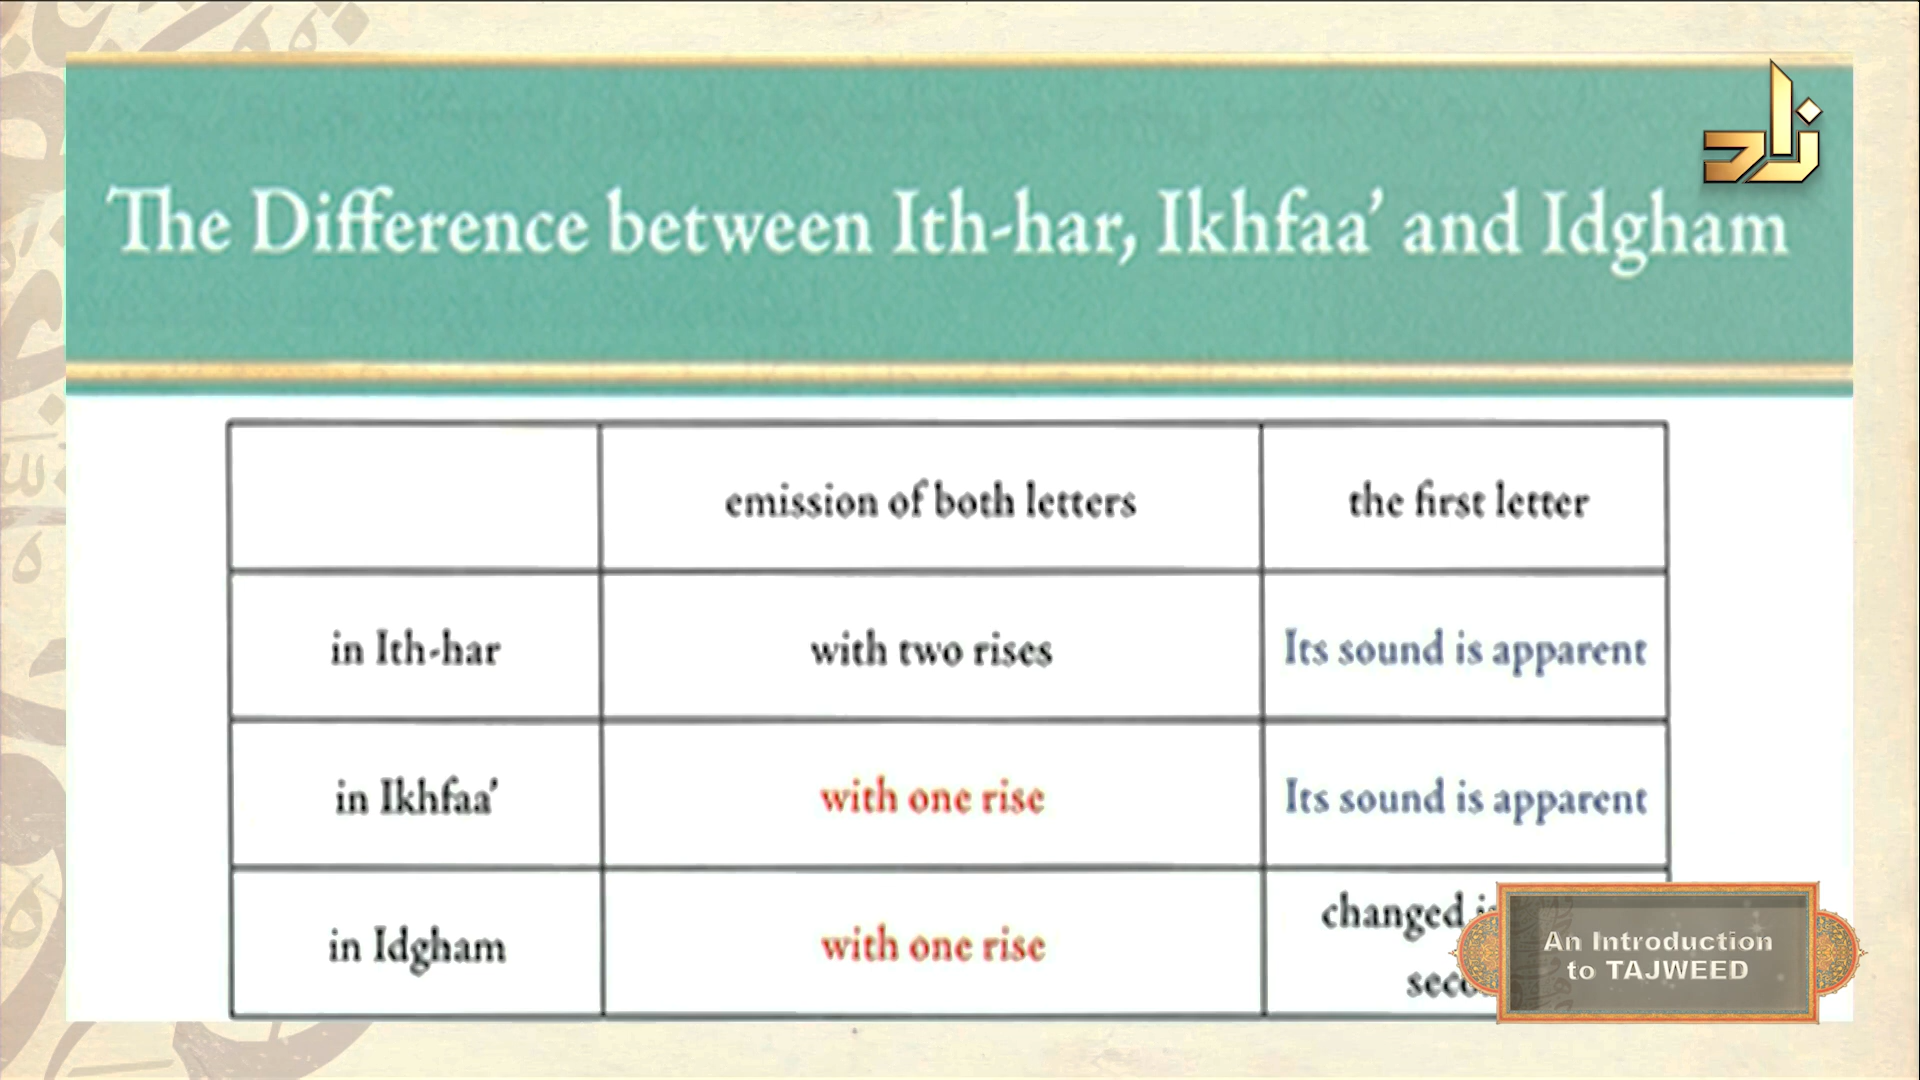 زاد
The Difference between Ith-har, Ikhfaa’ and Idgham
emission of both letters
the first letter
in Ith-har
with two rises
Its sound is apparent
in Ikhfaa’
with one rise
Its sound is apparent
in Idgham
with one rise
changed
An Introduction
to TAJWEED